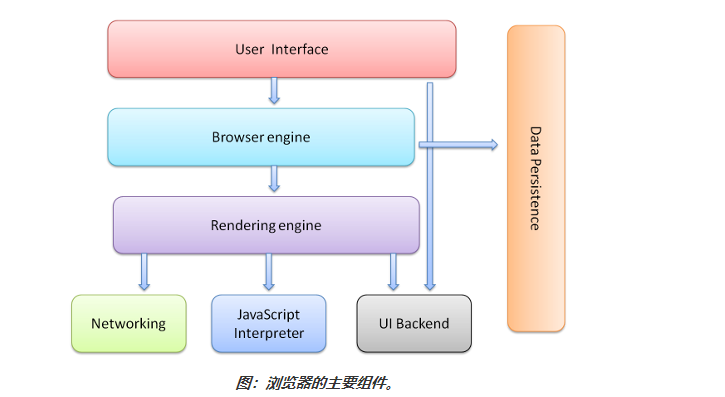 User Interface
Browser engine
Data Persistence
Rendering engine
Networking
JavaScript
Interpreter
UI Backend
图：浏览器的主要组件。